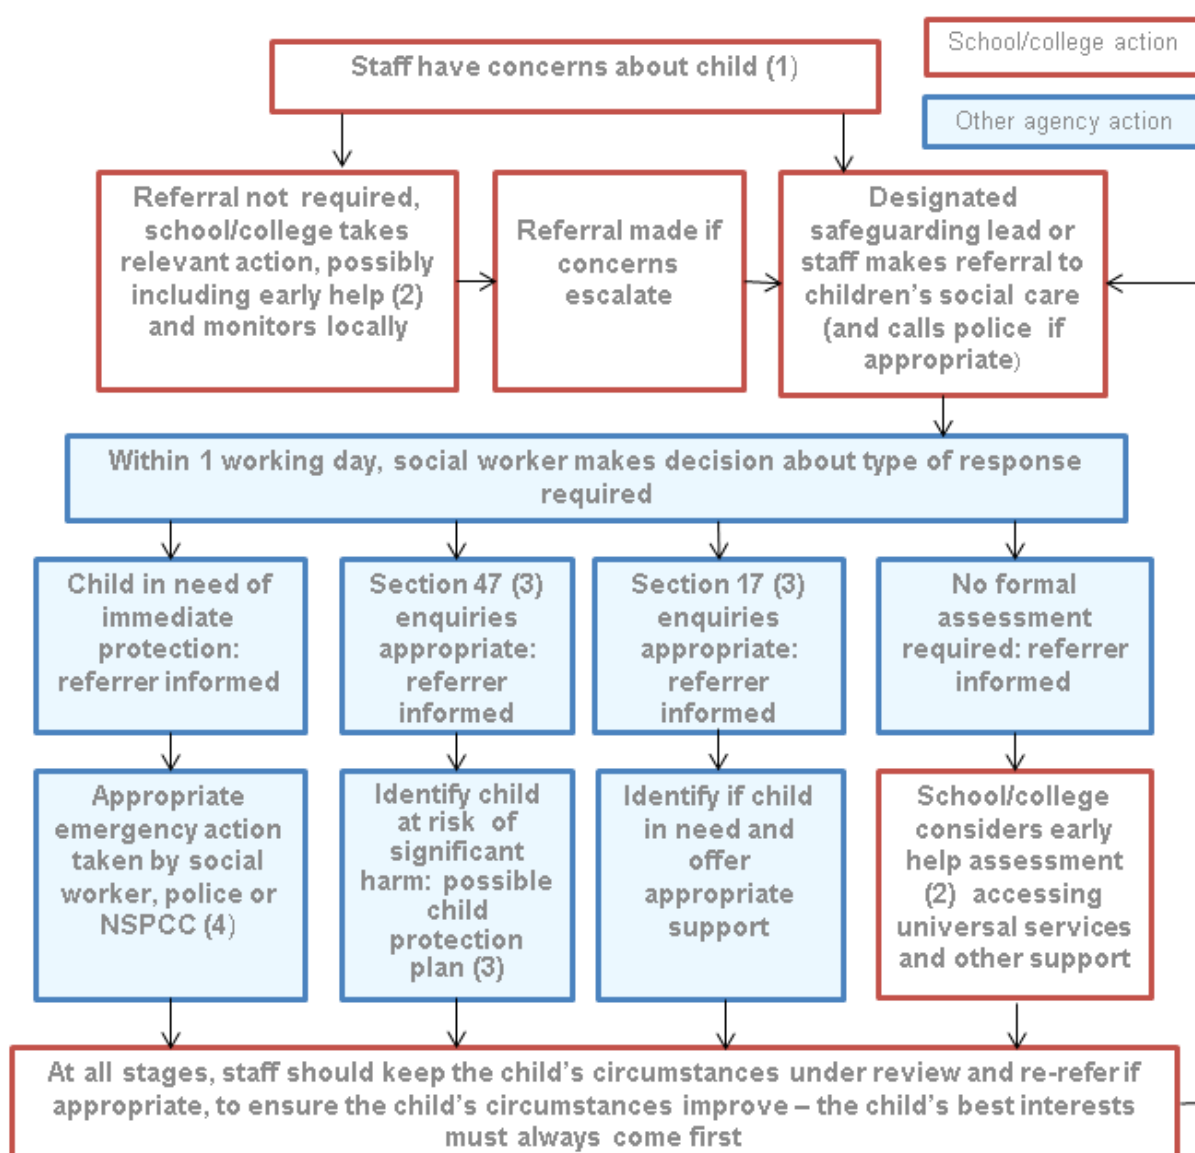 School/college action
Staff have concerns about child (1)
Other agency action
Referral not required,
school/college takes
relevant action, possibly
including early help (2)
and monitors locally
Referral made if
concerns
escalate
Designated
safeguarding lead or
staff makes referral to
children's social care
(and calls police if
appropriate)
Within 1 working day, social worker makes decision about type of response
required
Child in need of
immediate
protection:
referrer informed
Section 47 (3)
enquiries
appropriate:
referrer
informed
Section 17 (3)
enquiries
appropriate:
referrer
informed
No formal
assessment
required: referrer
informed
Appropriate
emergency action
taken by social
worker, police or
NSPCC (4)
Identify child
at risk of
significant
harm: possible
child
protection
plan (3)
Identify if child
in need and
offer
appropriate
support
School/college
considers early
help assessment
(2) accessing
universal services
and other support
At all stages, staff should keep the child's circumstances under review and re-refer if
appropriate, to ensure the child's circumstances improve – the child's best interests
must always come first